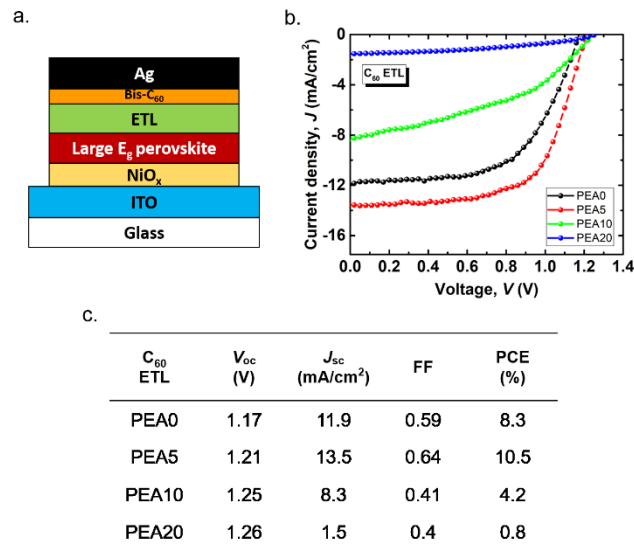 a.
Ag
Bis-C60
ETL
Large Eg perovskite
NiOx
ITO
Glass
b.
0
-4
-8
-12
-16
Current density, J (mA/cm²)
C60 ETL
PEA0
PEA5
PEA10
PEA20
0.0 0.2 0.4 0.6 0.8 1.0 1.2 1.4
Voltage, V (V)
c.
C60 ETL Voc (V) Jsc (mA/cm²) FF PCE (%)
PEA0 1.17 11.9 0.59 8.3
PEA5 1.21 13.5 0.64 10.5
PEA10 1.25 8.3 0.41 4.2
PEA20 1.26 1.5 0.4 0.8